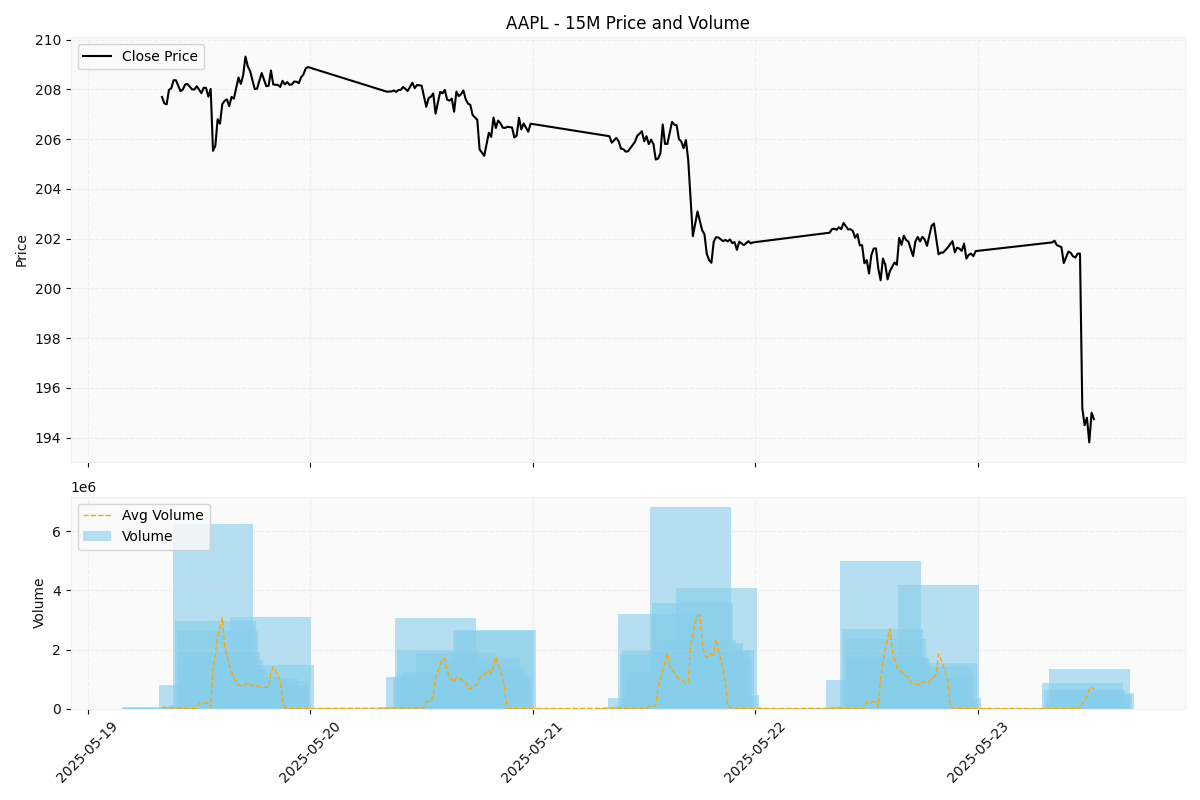 AAPL - 15M Price and Volume
210
208
206
204
202
200
198
196
194
Price
Close Price
1e6
6
4
2
0
Volume
Avg Volume
Volume
2025-05-19
2025-05-20
2025-05-21
2025-05-22
2025-05-23